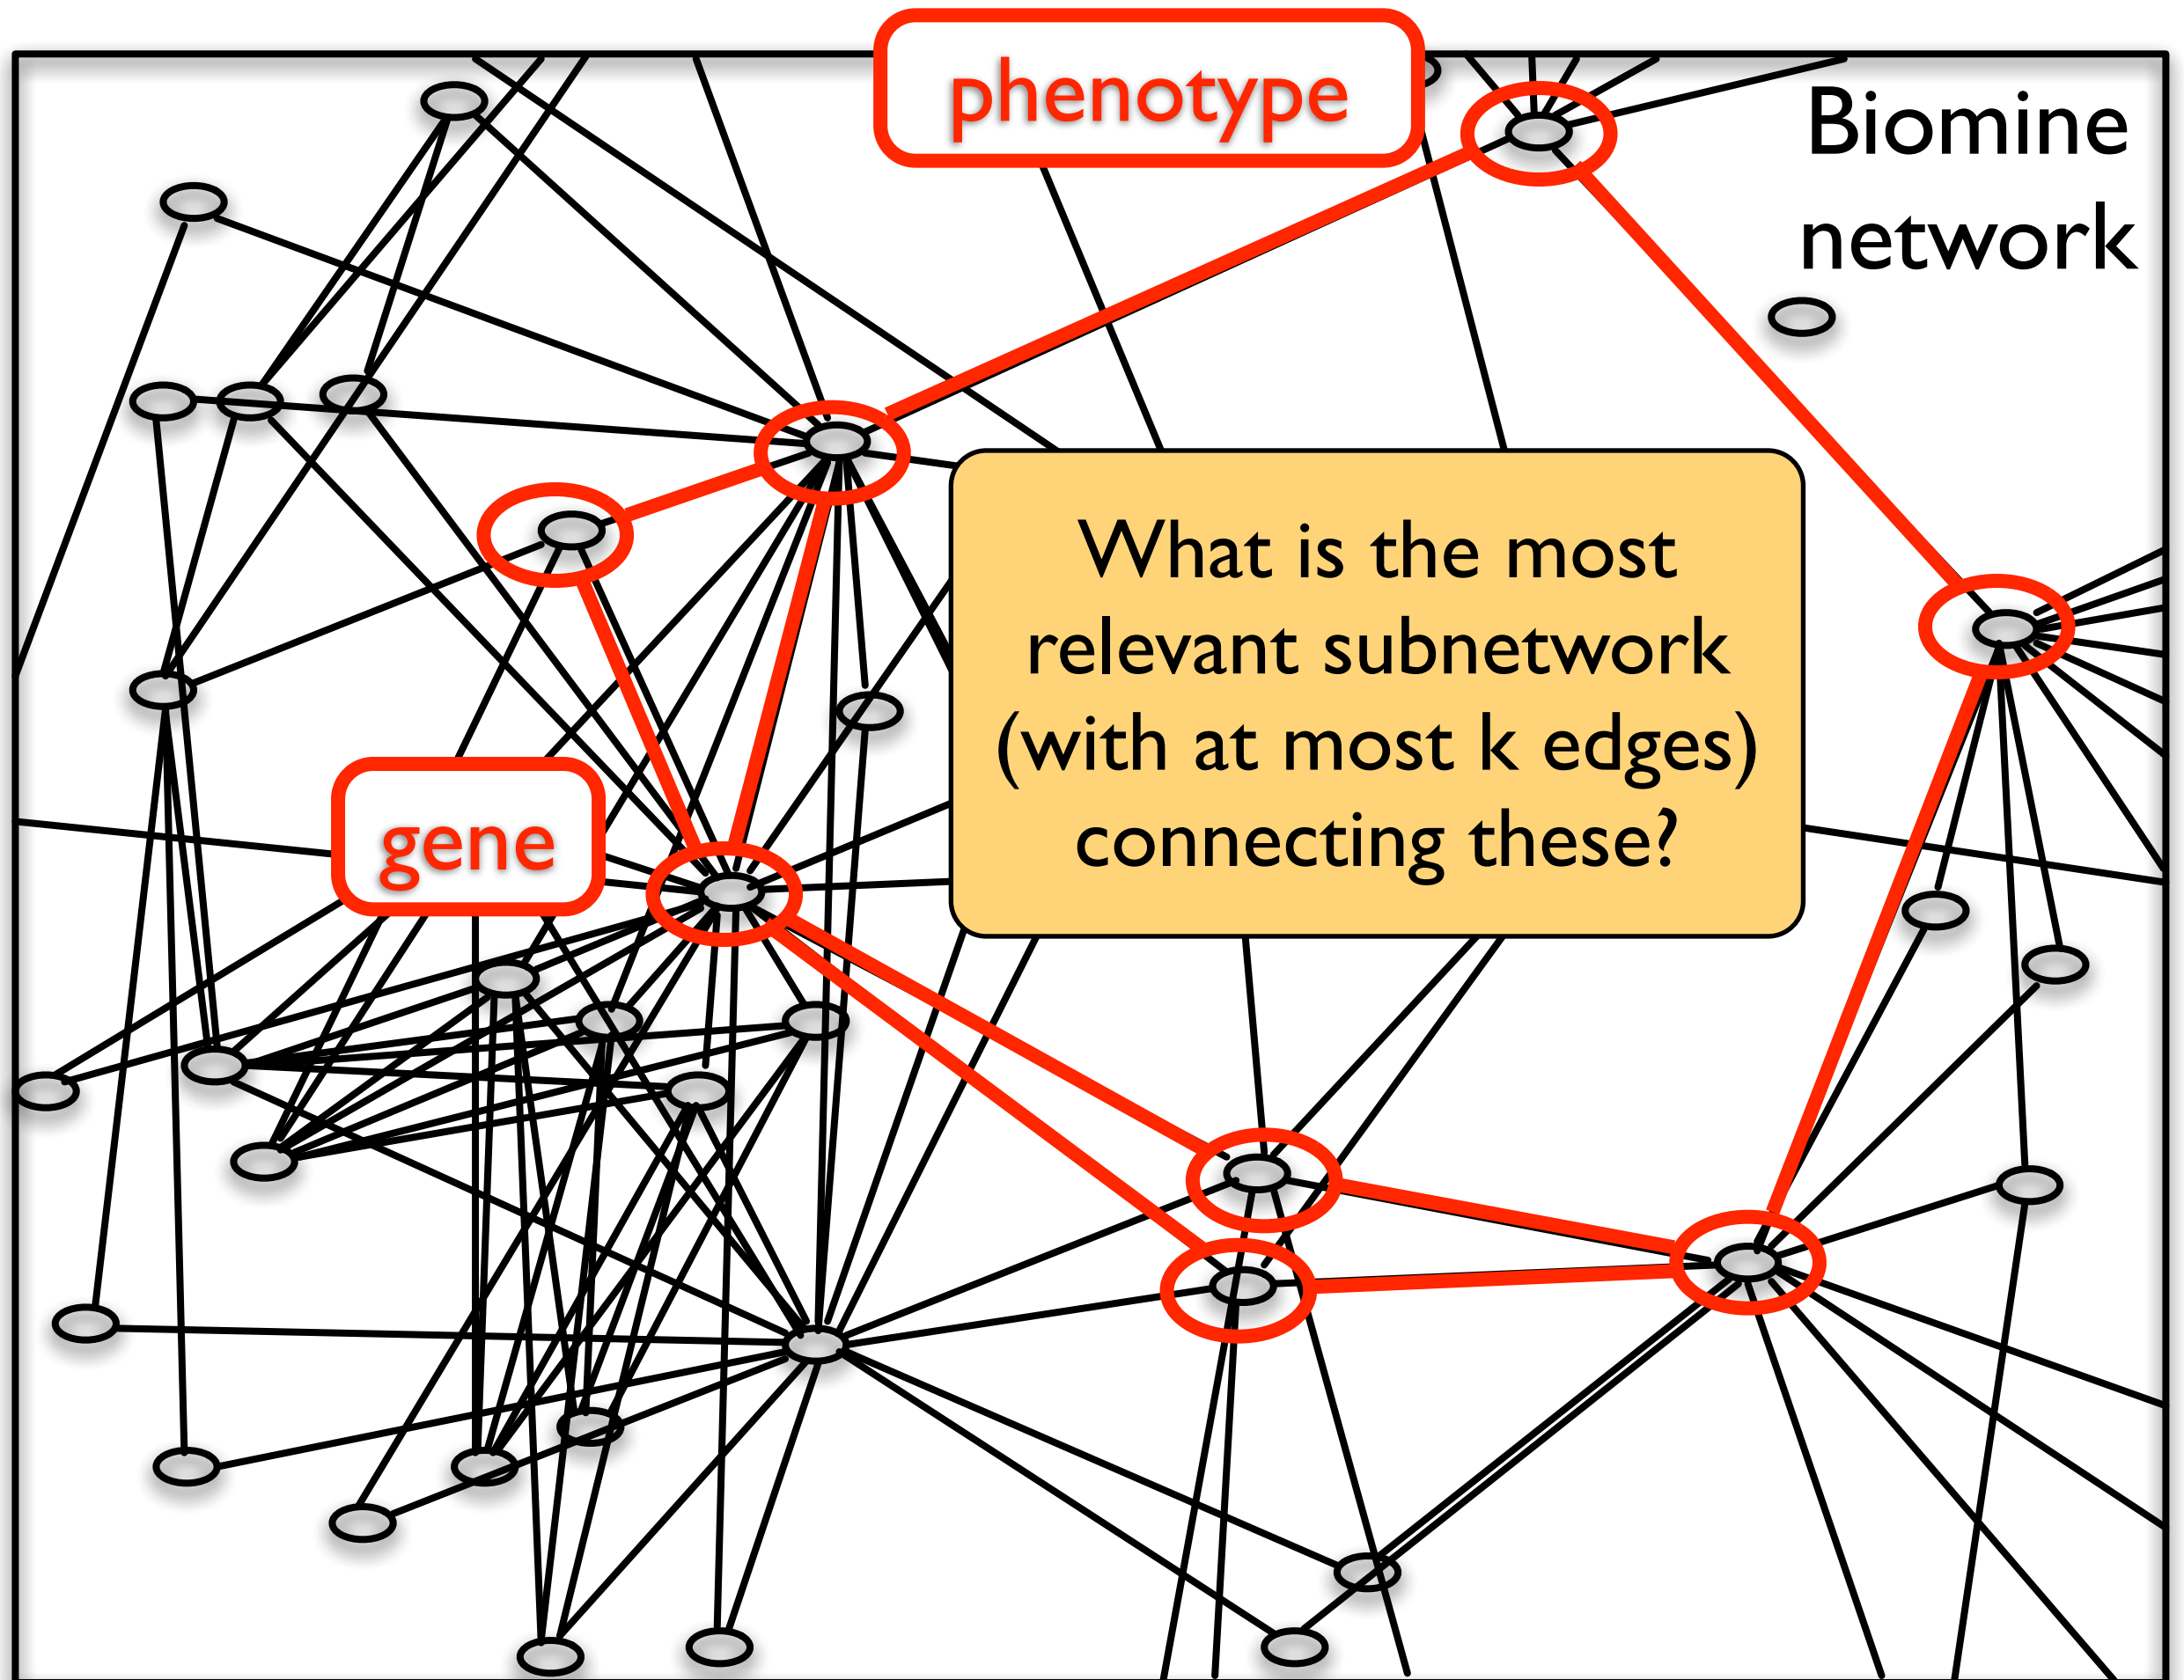 phenotype
Biomine
network
What is the most
relevant subnetwork
(with at most k edges)
connecting these?
gene